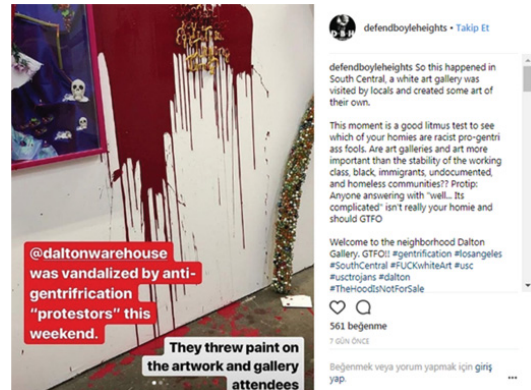 @daltonwarehouse
was vandalized by anti-
gentrifrication
"protestors" this
weekend.
They threw paint on
the artwork and gallery
attendees
defendboyleheights • Takip Et
defendboyleheights So this happened in
South Central, a white art gallery was
visited by locals and created some art of
their own.
This moment is a good litmus test to see
which of your homies are racist pro-gentri
ass fools. Are art galleries and art more
important than the stability of the working
class, black, immigrants, undocumented,
and homeless communities?? Protip:
Anyone answering with "well... Its
complicated" isn't really your homie and
should GTFO
Welcome to the neighborhood Dalton
Gallery. GTFO!! #gentrification #losangeles
#SouthCentral #FUCKwhiteArt #usc
#usctrojans #dalton
#TheHoodIsNotForSale
561 beğenme
7 GÜN ÖNCE
Beğenmek veya yorum yapmak için giriş
yap.